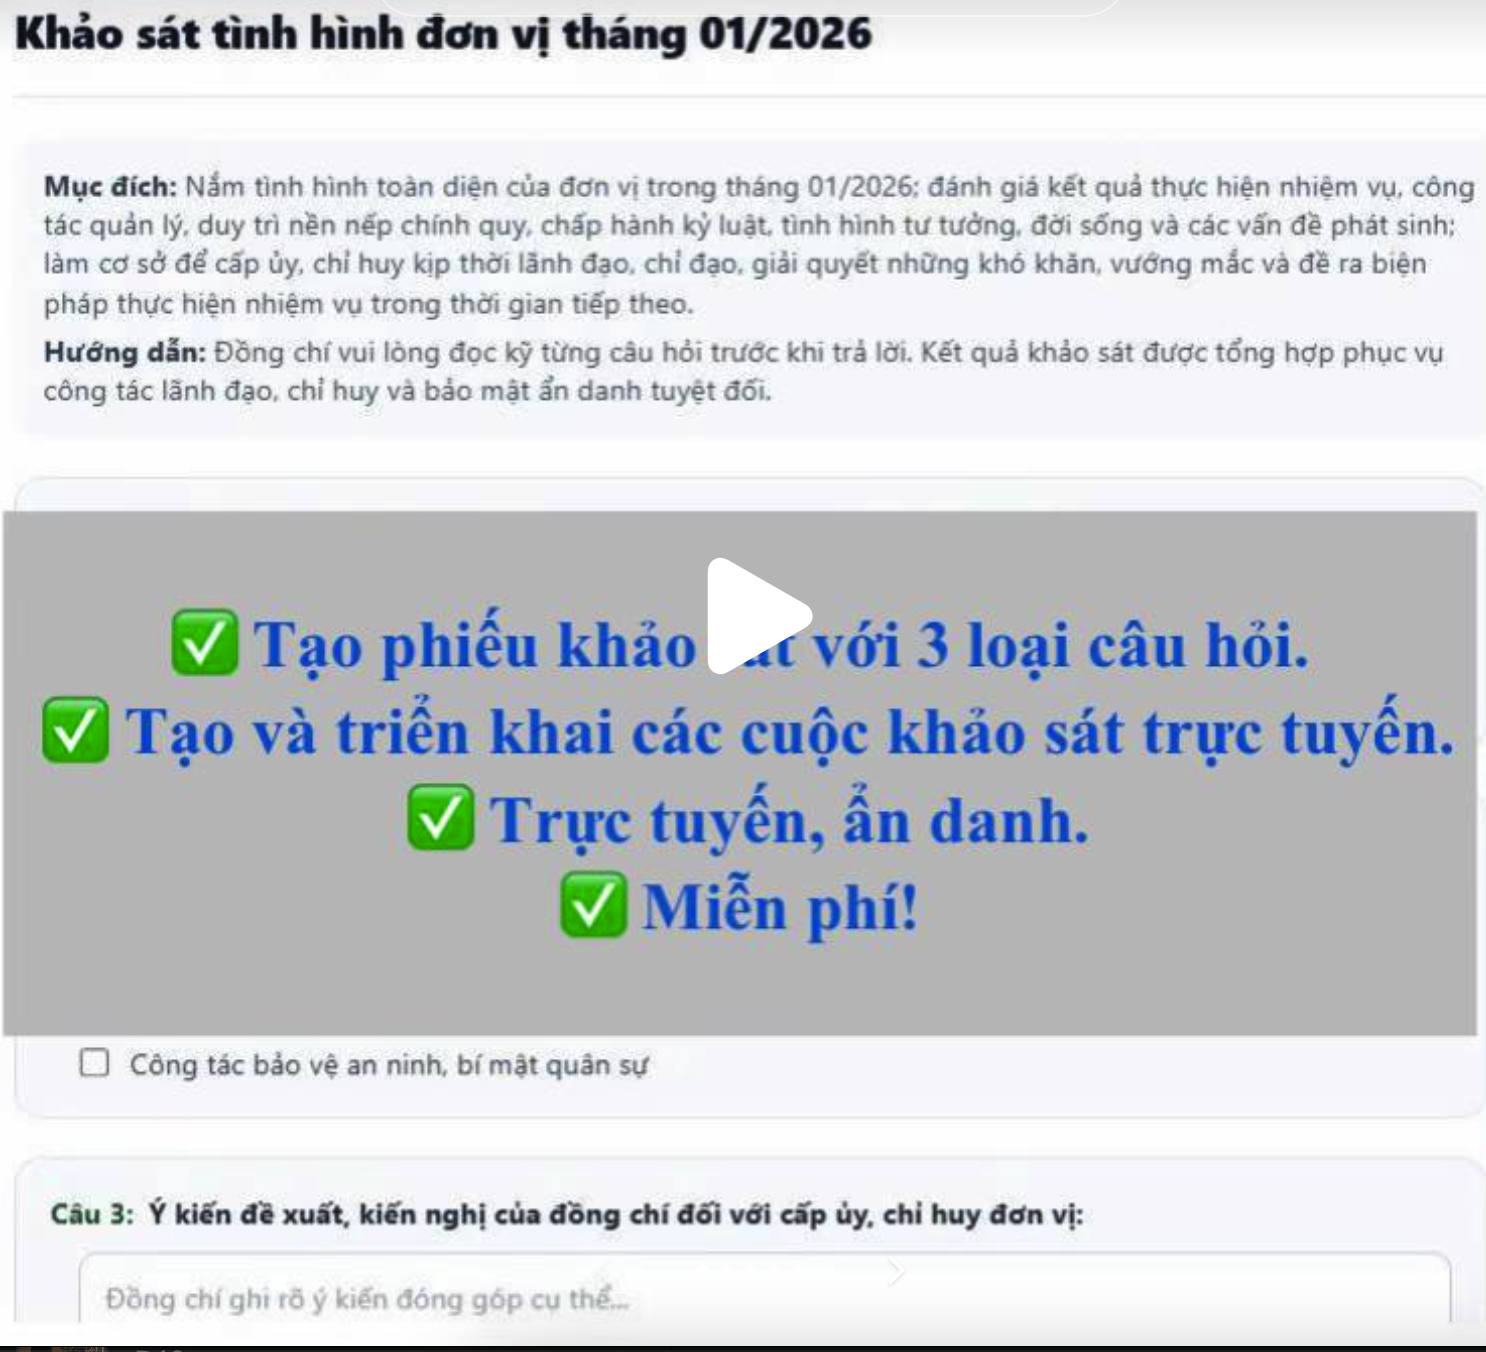 Khảo sát tình hình đơn vị tháng 01/2026
Mục đích: Nắm tình hình toàn diện của đơn vị trong tháng 01/2026; đánh giá kết quả thực hiện nhiệm vụ, công
tác quản lý, duy trì nền nếp chính quy, chấp hành kỷ luật, tình hình tư tưởng, đời sống và các vấn đề phát sinh;
làm cơ sở để cấp ủy, chỉ huy kịp thời lãnh đạo, chỉ đạo, giải quyết những khó khăn, vướng mắc và đề ra biện
pháp thực hiện nhiệm vụ trong thời gian tiếp theo.
Hướng dẫn: Đồng chí vui lòng đọc kỹ từng câu hỏi trước khi trả lời. Kết quả khảo sát được tổng hợp phục vụ
công tác lãnh đạo, chỉ huy và bảo mật ẩn danh tuyệt đối.
✅ Tạo phiếu khảo với 3 loại câu hỏi.
✅ Tạo và triển khai các cuộc khảo sát trực tuyến.
✅ Trực tuyến, ẩn danh.
✅ Miễn phí!
Công tác bảo vệ an ninh, bí mật quân sự
Câu 3: Ý kiến đề xuất, kiến nghị của đồng chí đối với cấp ủy, chỉ huy đơn vị:
Đồng chí ghi rõ ý kiến đóng góp cụ thể...